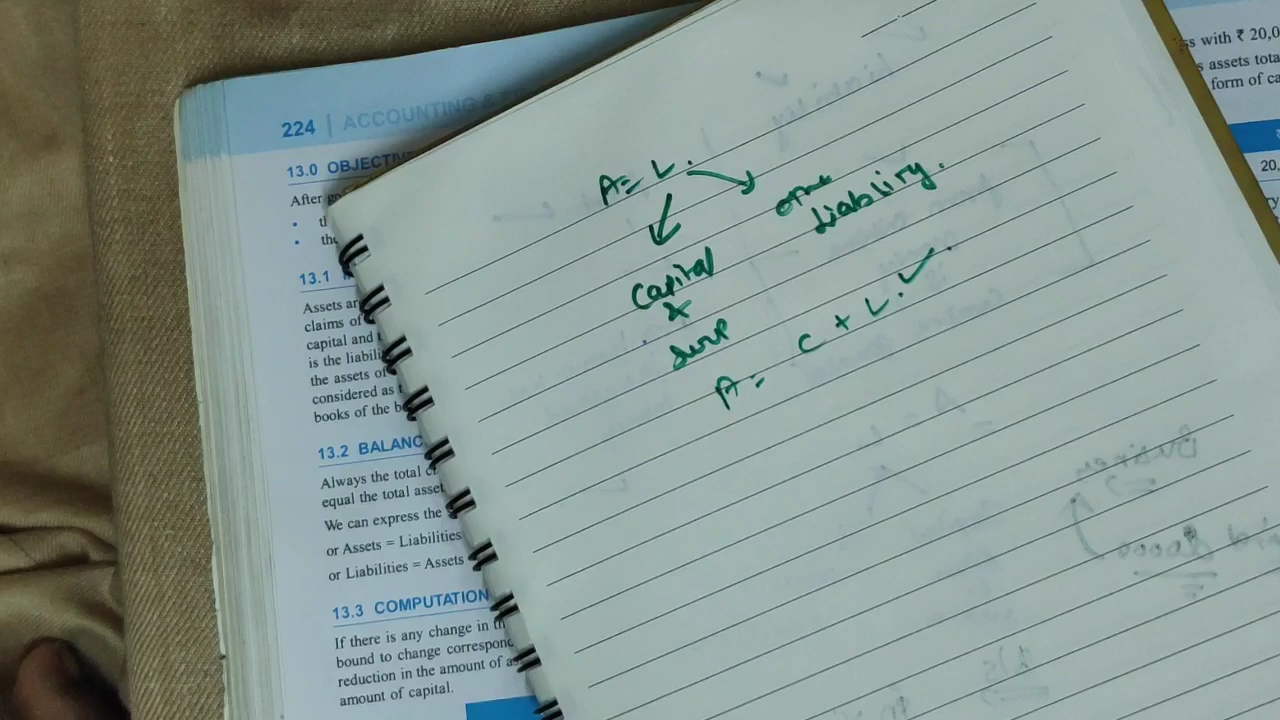 224 | ACCOUNTING &
13.0 OBJECTIV
After g
th
the
13.1
Assets ar
claims of
capital and
is the liabili
the assets of
considered as t
books of the b
13.2 BALANC
Always the total c
equal the total asset
We can express the
or Assets = Liabilities
or Liabilities = Assets
13.3 COMPUTATION
If there is any change in th
bound to change correspond
reduction in the amount of a
amount of capital.
A = L.
Liability.
Capital
A = C + L. ✓
s with ₹ 20,0
s assets tota
form of ca
20,